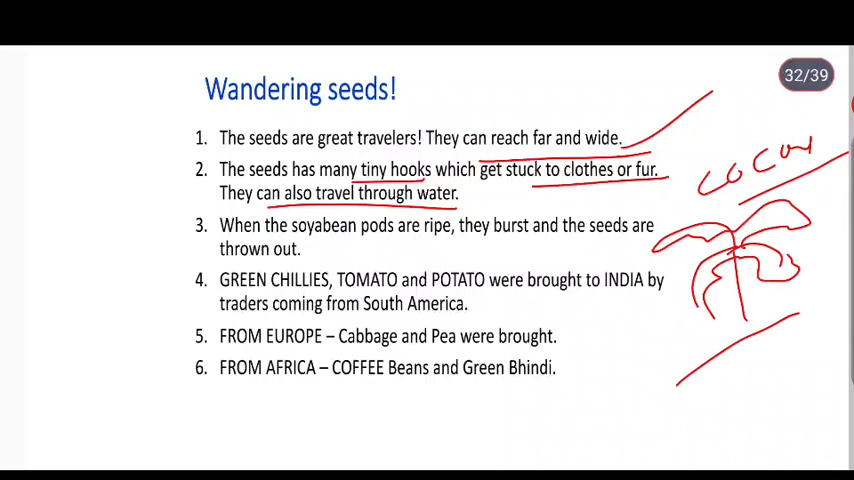 32/39
Wandering seeds!
1. The seeds are great travelers! They can reach far and wide.
2. The seeds has many tiny hooks which get stuck to clothes or fur.
They can also travel through water.
3. When the soyabean pods are ripe, they burst and the seeds are
thrown out.
4. GREEN CHILLIES, TOMATO and POTATO were brought to INDIA by
traders coming from South America.
5. FROM EUROPE – Cabbage and Pea were brought.
6. FROM AFRICA – COFFEE Beans and Green Bhindi.